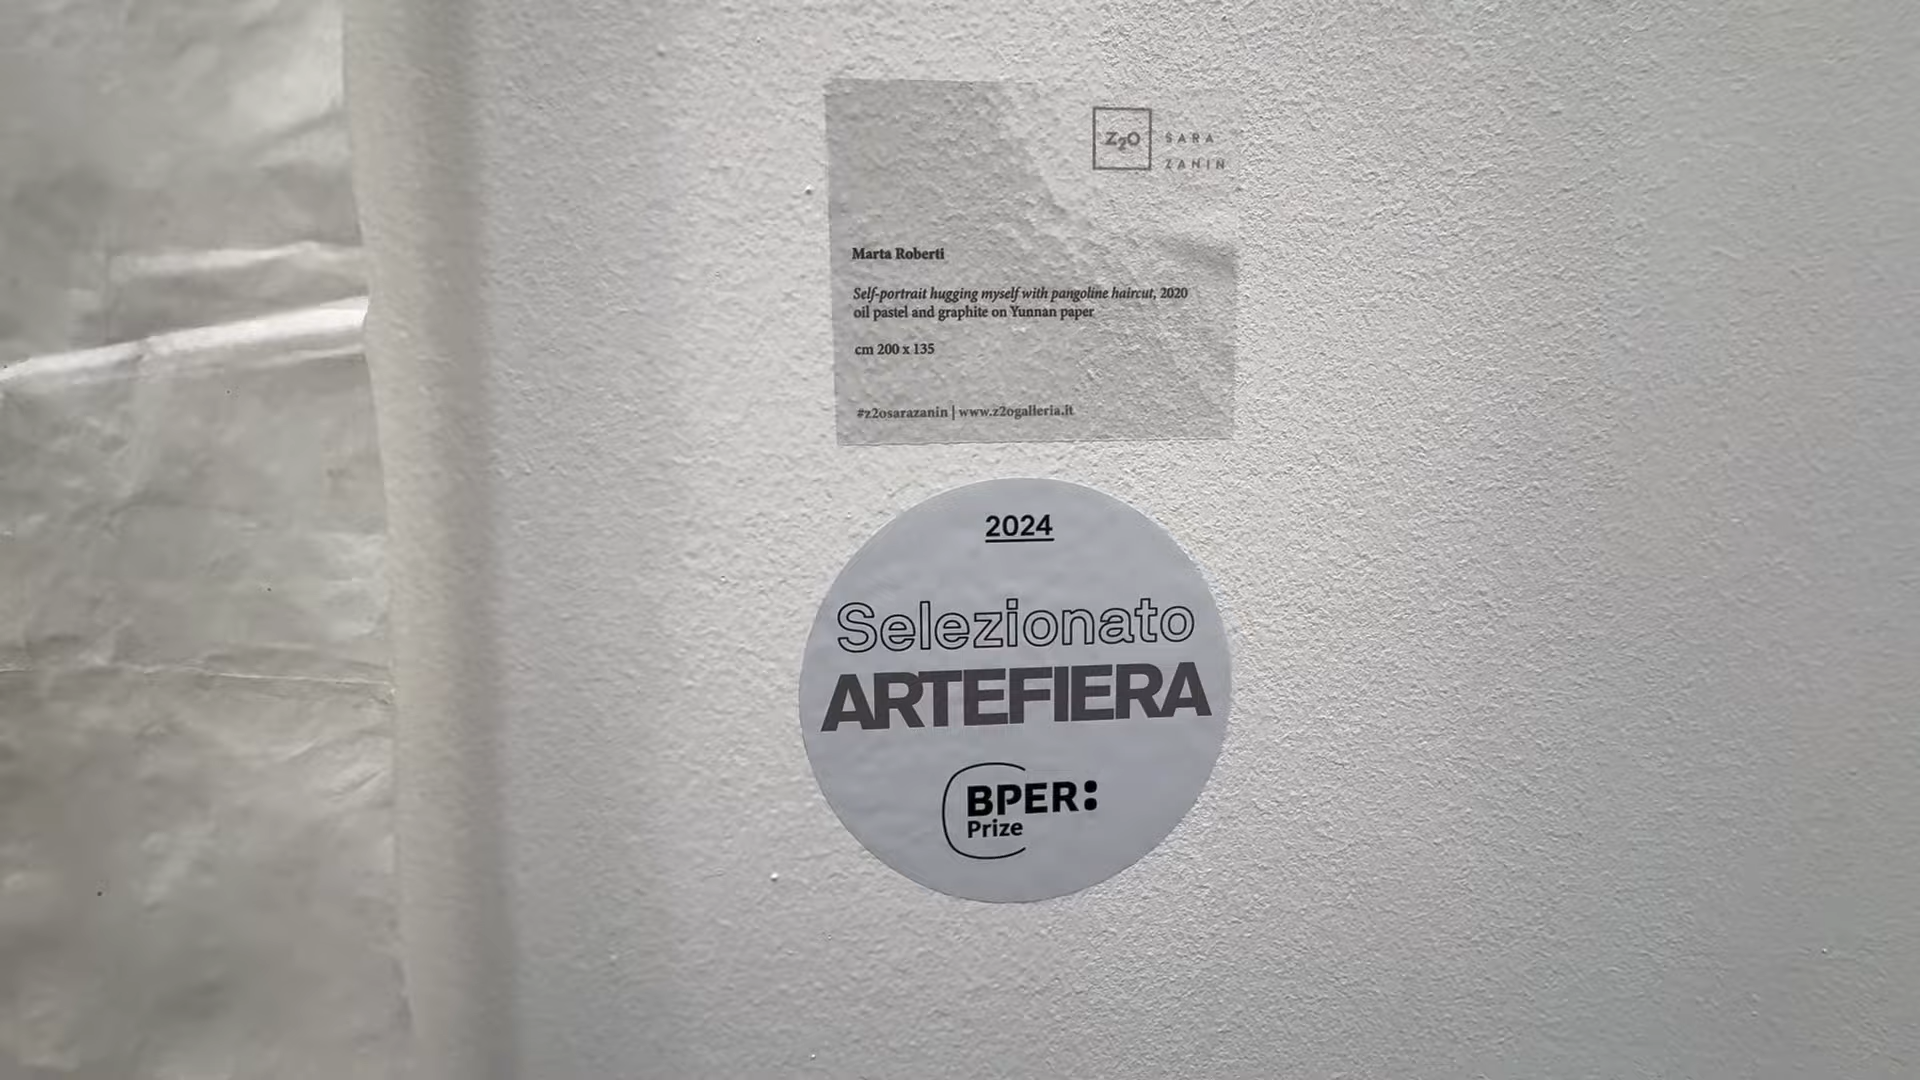 Z2O
SARA
ZANIN
Marta Roberti
Self-portrait hugging myself with pangoline haircut, 2020
oil pastel and graphite on Yunnan paper
cm 200 x 135
#z2osarazanin | www.z2ogalleria.it
2024
Selezionato
ARTEFIERA
BPER:
Prize